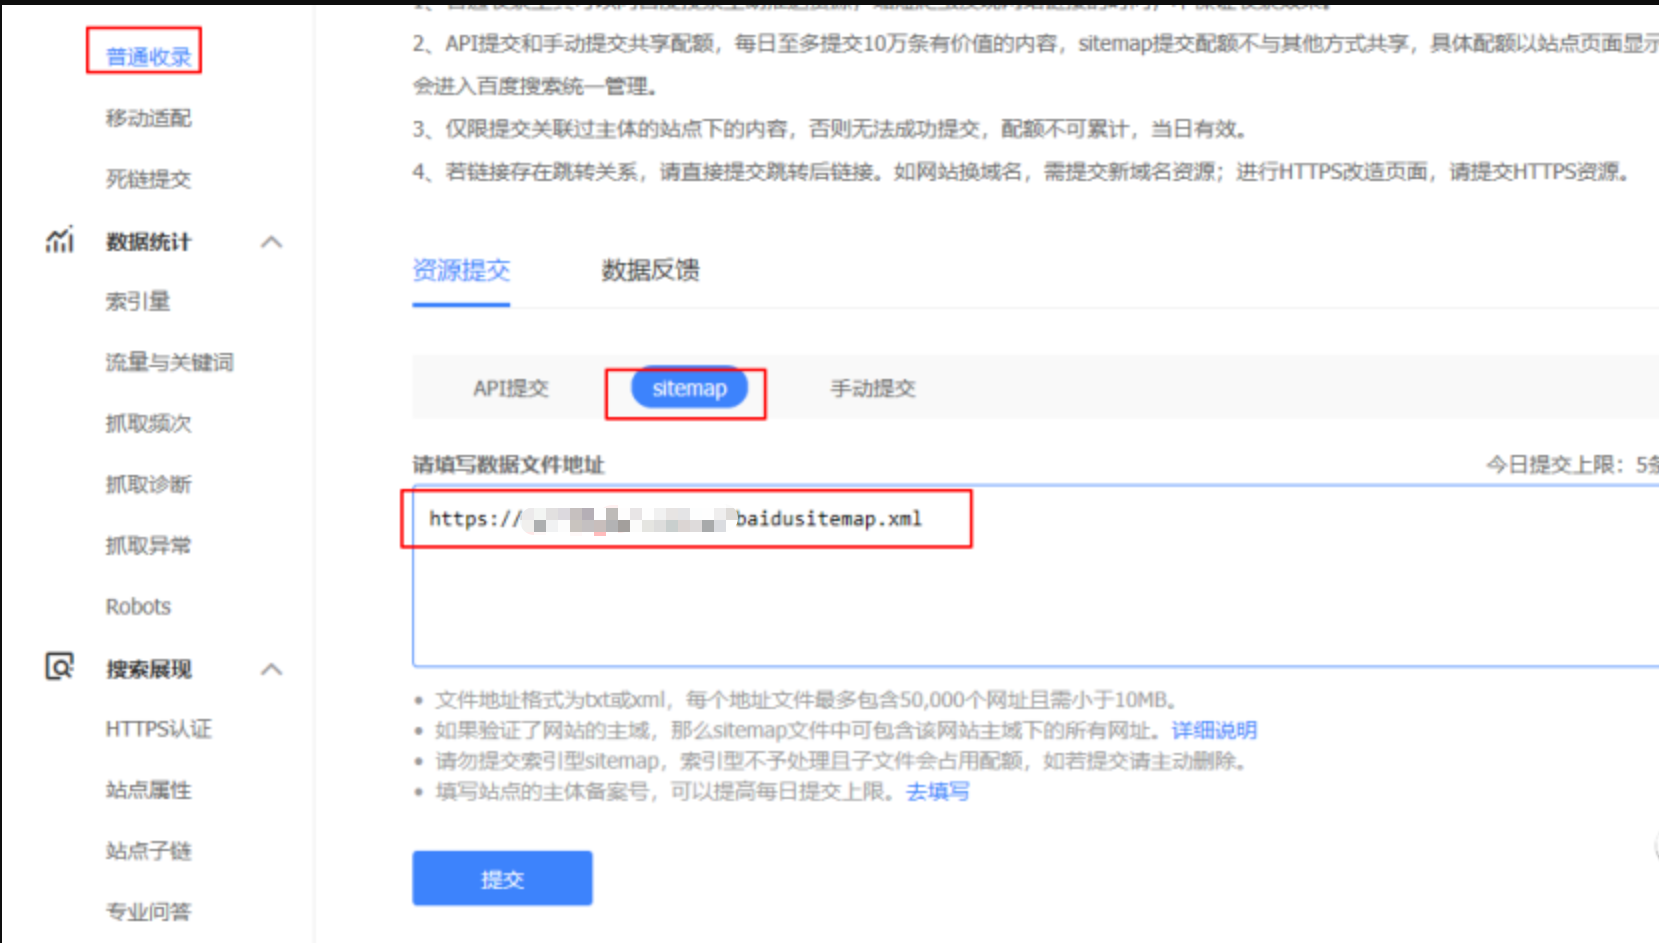 普通收录
移动适配
死链提交
数据统计
索引量
流量与关键词
抓取频次
抓取诊断
抓取异常
Robots
搜索展现
HTTPS认证
站点属性
站点子链
专业问答
2、API提交和手动提交共享配额，每日至多提交10万条有价值的内容，sitemap提交配额不与其他方式共享，具体配额以站点页面显示
会进入百度搜索统一管理。
3、仅限提交关联过主体的站点下的内容，否则无法成功提交，配额不可累计，当日有效。
4、若链接存在跳转关系，请直接提交跳转后链接。如网站换域名，需提交新域名资源；进行HTTPS改造页面，请提交HTTPS资源。
资源提交 数据反馈
API提交 sitemap 手动提交
请填写数据文件地址 今日提交上限：5条
https:// baidusitemap.xml
• 文件地址格式为txt或xml，每个地址文件最多包含50,000个网址且需小于10MB。
• 如果验证了网站的主域，那么sitemap文件中可包含该网站主域下的所有网址。详细说明
• 请勿提交索引型sitemap，索引型不予处理且子文件会占用配额，如若提交请主动删除。
• 填写站点的主体备案号，可以提高每日提交上限。去填写
提交